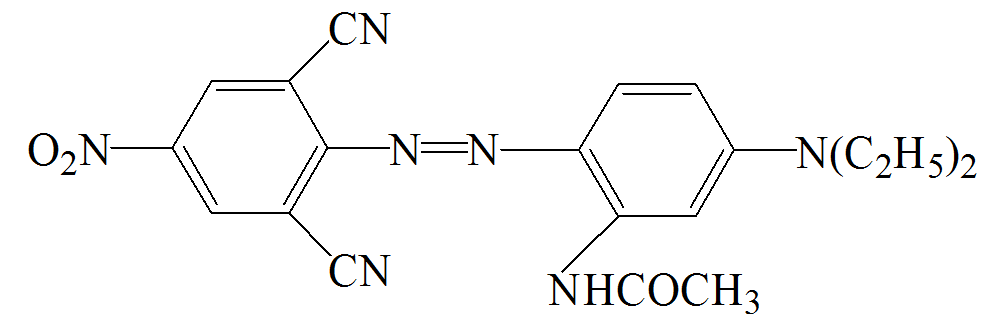 CN
O₂N
N=N
N(C₂H₅)₂
CN
NHCOCH₃